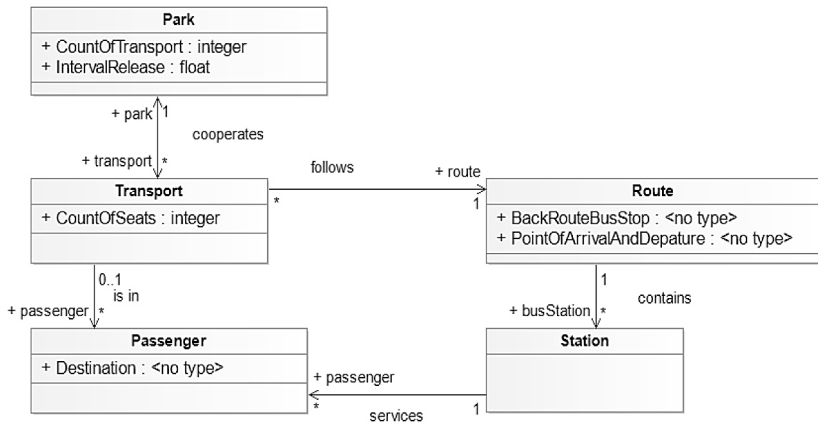 Park
+ CountOfTransport : integer
+ IntervalRelease : float
+ park 1
cooperates
+ transport *
Transport
+ CountOfSeats : integer
follows
+ route
* 1
Route
+ BackRouteBusStop : <no type>
+ PointOfArrivalAndDepature : <no type>
0..1
is in
+ passenger *
1
contains
+ busStation *
Passenger
+ Destination : <no type>
Station
+ passenger
* 1
services